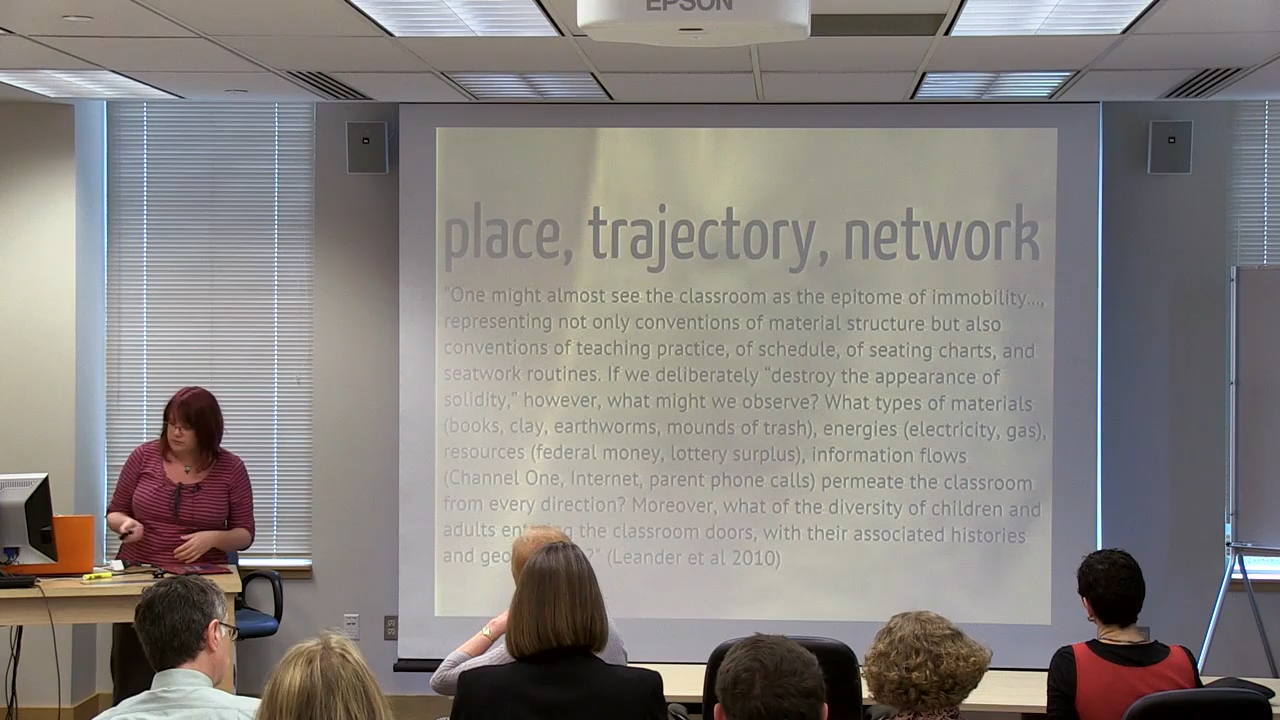 EPSON
place, trajectory, network
"One might almost see the classroom as the epitome of immobility...,
representing not only conventions of material structure but also
conventions of teaching practice, of schedule, of seating charts, and
seatwork routines. If we deliberately “destroy the appearance of
solidity,” however, what might we observe? What types of materials
(books, clay, earthworms, mounds of trash), energies (electricity, gas),
resources (federal money, lottery surplus), information flows
(Channel One, Internet, parent phone calls) permeate the classroom
from every direction? Moreover, what of the diversity of children and
adults the classroom doors, with their associated histories
and (Leander et al 2010)